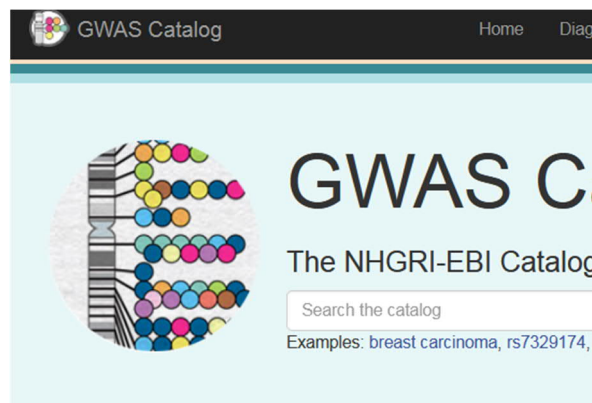 GWAS Catalog Home
GWAS
The NHGRI-EBI Catalog
Search the catalog
Examples: breast carcinoma, rs7329174,